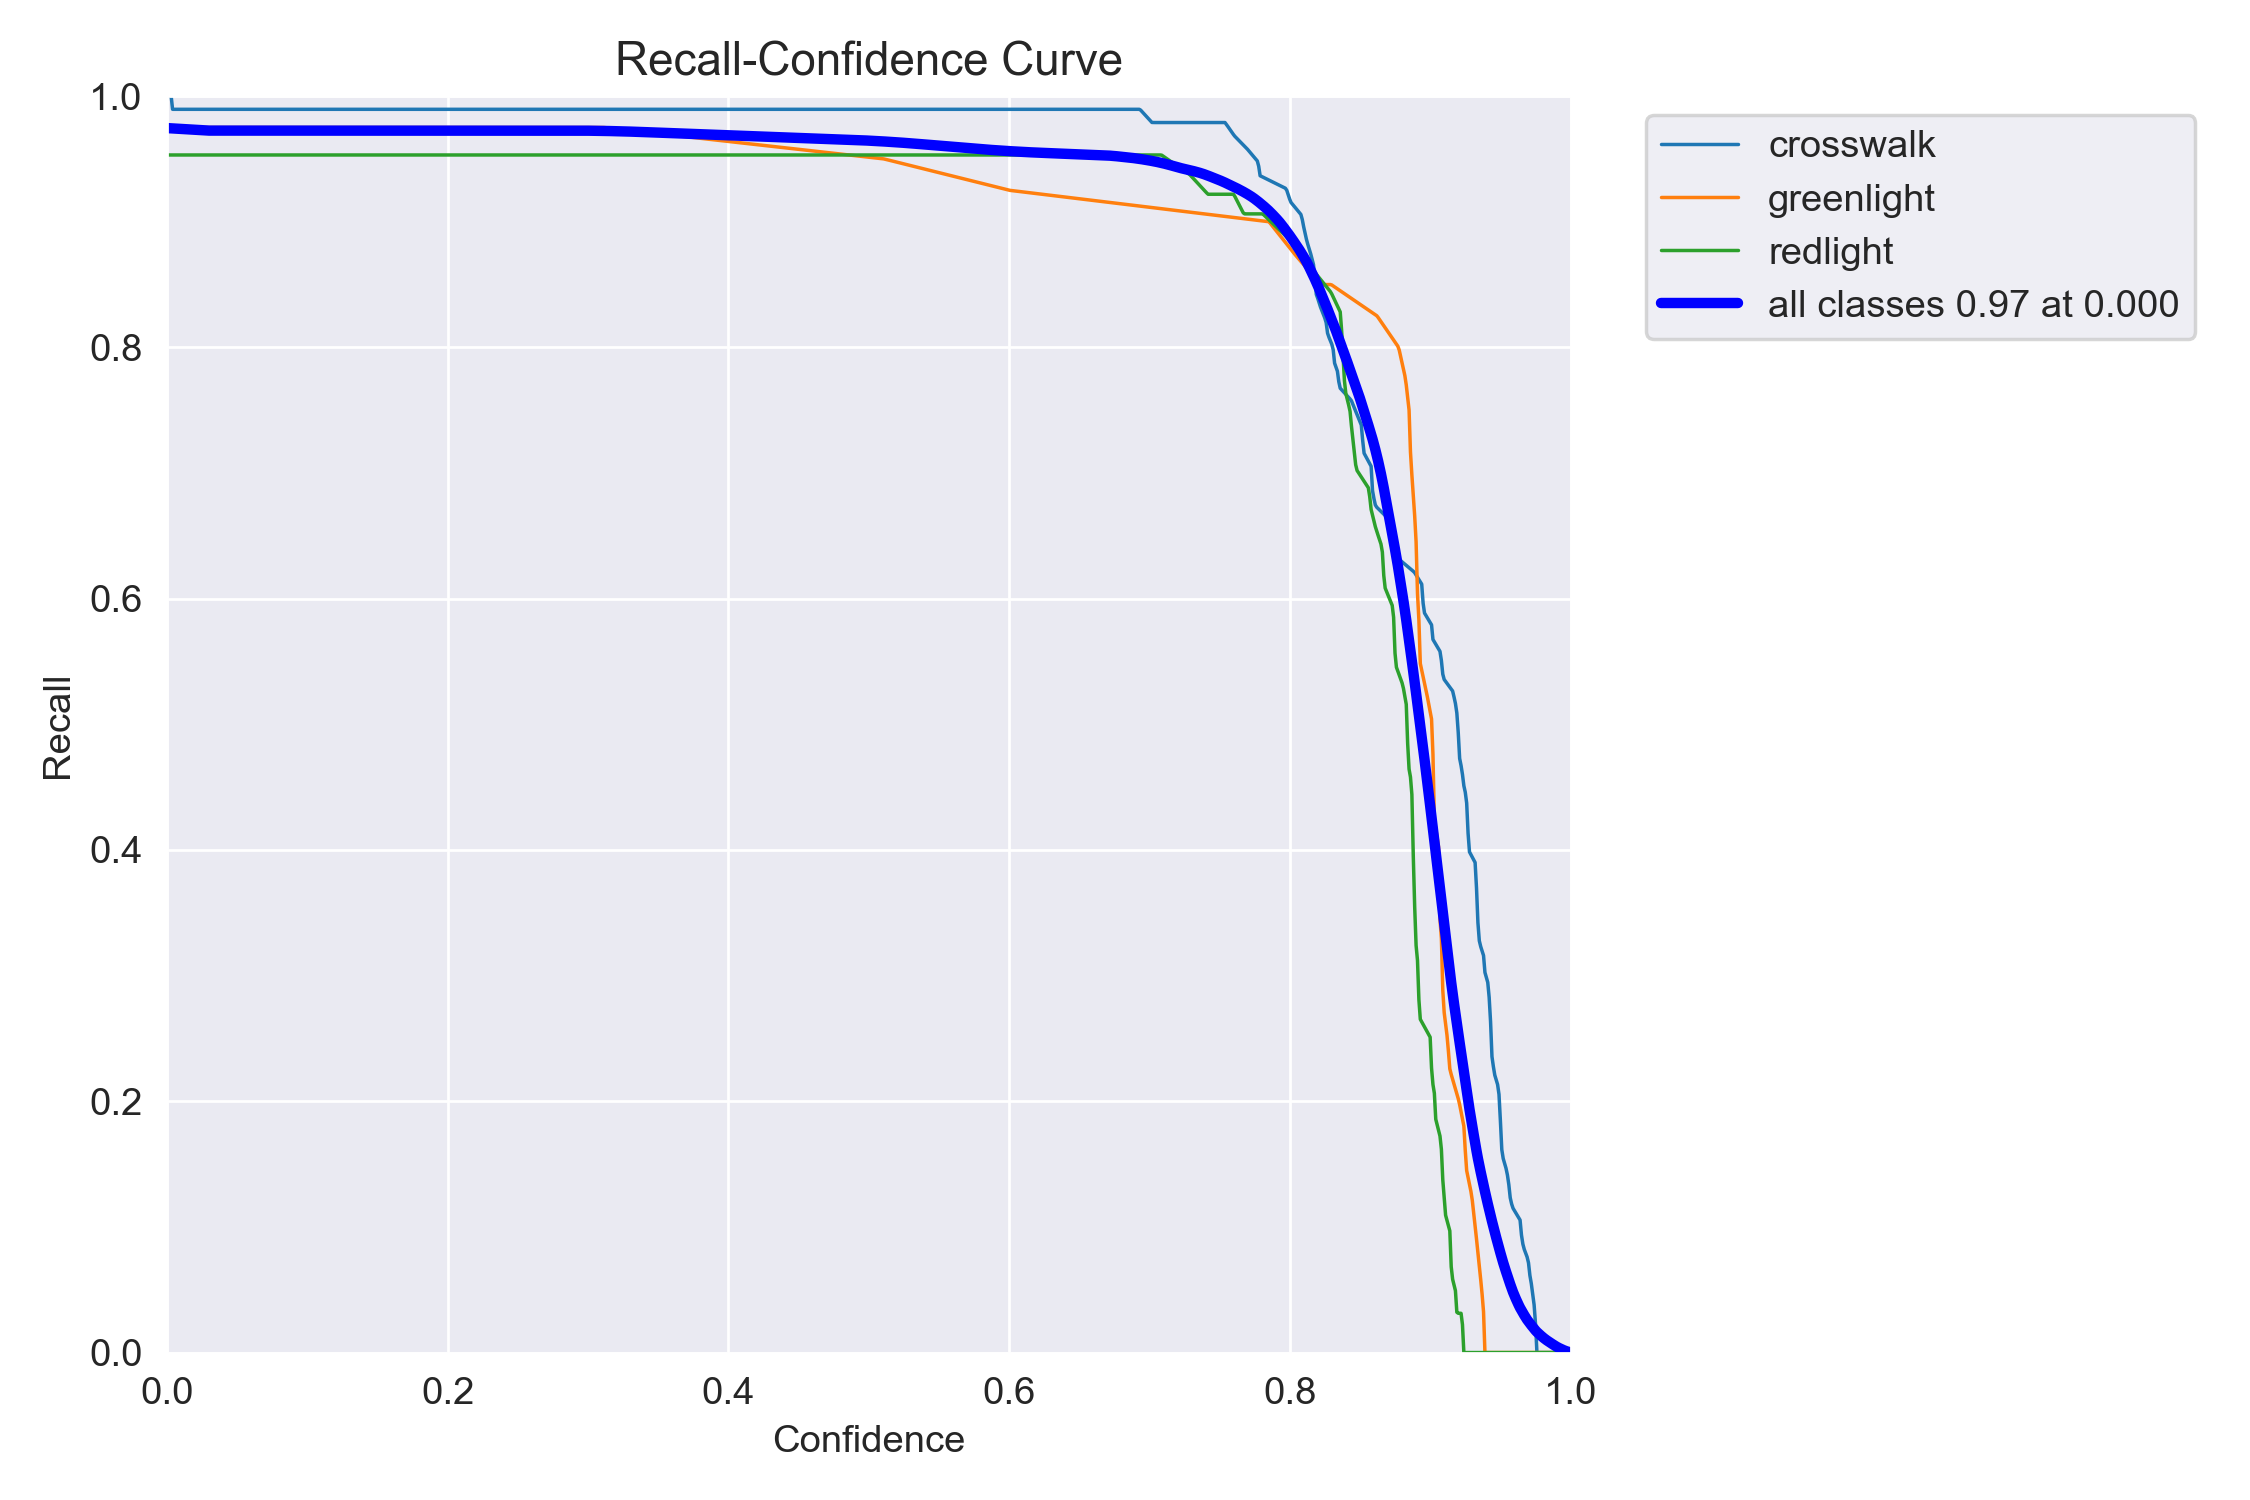 Recall-Confidence Curve
1.0
0.8
0.6
0.4
0.2
0.0
Recall
0.0 0.2 0.4 0.6 0.8 1.0
Confidence
crosswalk
greenlight
redlight
all classes 0.97 at 0.000